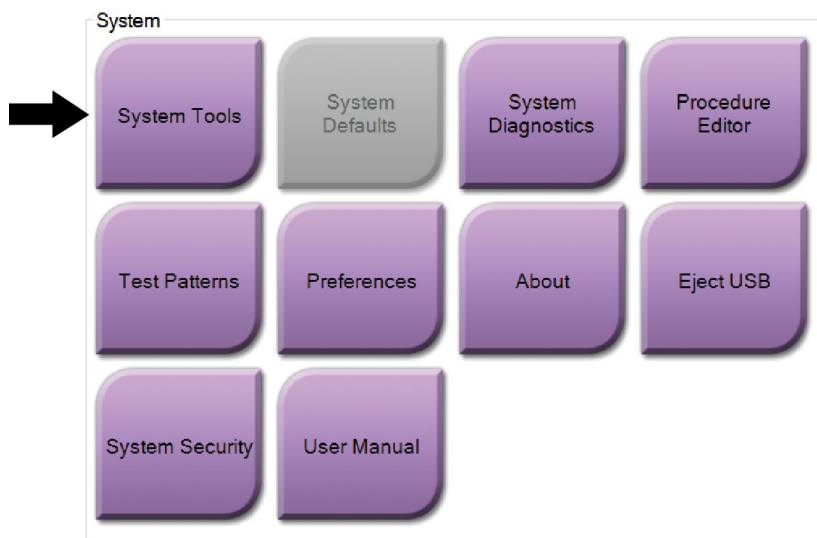 System
System Tools
System
Defaults
System
Diagnostics
Procedure
Editor
Test Patterns
Preferences
About
Eject USB
System Security
User Manual